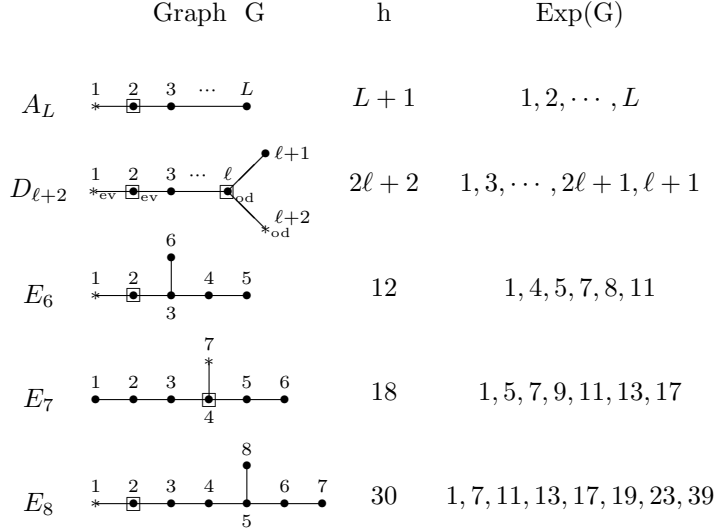 Graph G h Exp(G)
1 2 3 ··· L
A_L * L + 1 1, 2, ··· , L
ℓ+1
1 2 3 ··· ℓ
D_{ℓ+2} *ev ev od 2ℓ + 2 1, 3, ··· , 2ℓ + 1, ℓ + 1
ℓ+2
*od
6
1 2 4 5
E_6 * 12 1, 4, 5, 7, 8, 11
3
7
*
1 2 3 5 6
E_7 18 1, 5, 7, 9, 11, 13, 17
4
8
1 2 3 4 6 7
E_8 * 30 1, 7, 11, 13, 17, 19, 23, 39
5